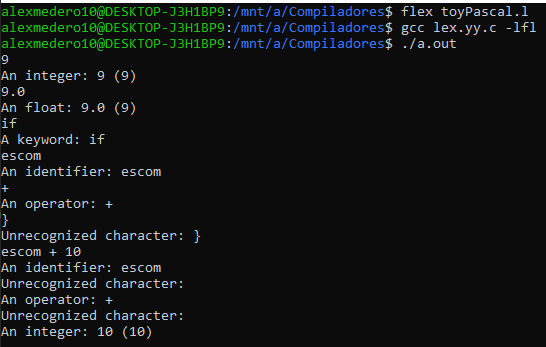 alexmedero10@DESKTOP-J3H1BP9:/mnt/a/Compiladores$ flex toyPascal.l
alexmedero10@DESKTOP-J3H1BP9:/mnt/a/Compiladores$ gcc lex.yy.c -lfl
alexmedero10@DESKTOP-J3H1BP9:/mnt/a/Compiladores$ ./a.out
9
An integer: 9 (9)
9.0
An float: 9.0 (9)
if
A keyword: if
escom
An identifier: escom
+
An operator: +
}
Unrecognized character: }
escom + 10
An identifier: escom
Unrecognized character:
An operator: +
Unrecognized character:
An integer: 10 (10)